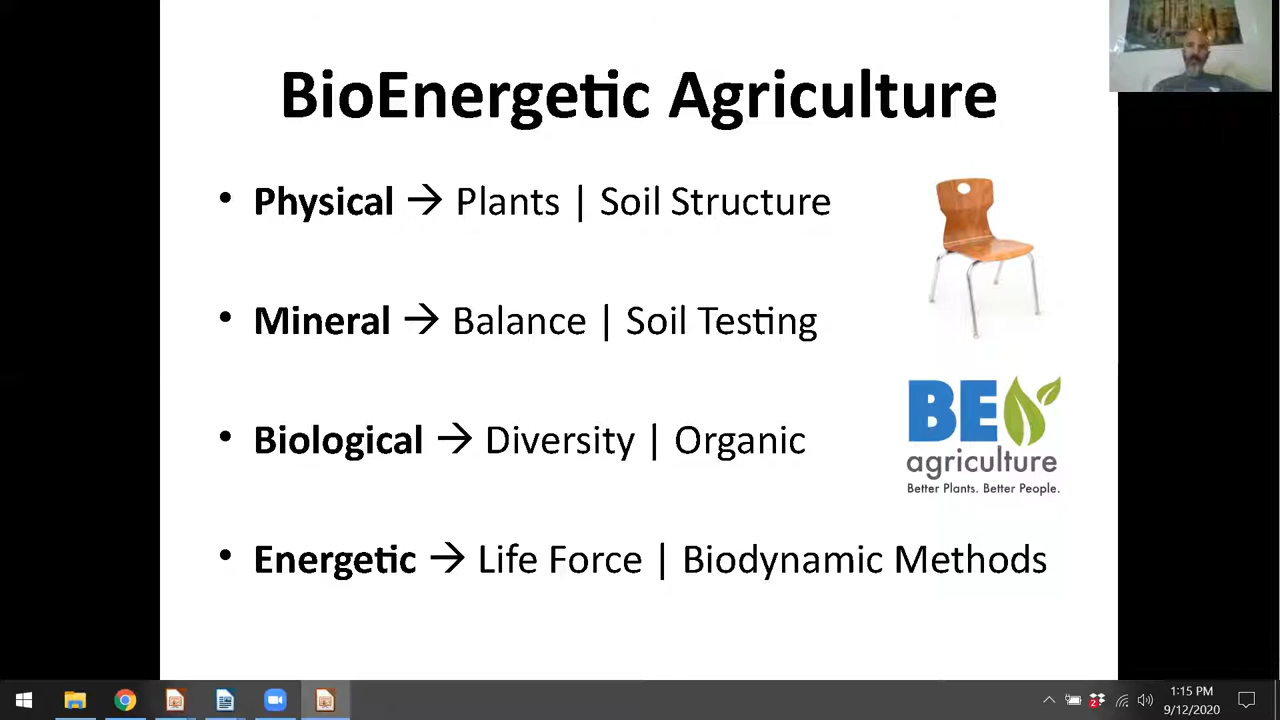 BioEnergetic Agriculture
• Physical → Plants | Soil Structure
• Mineral → Balance | Soil Testing
• Biological → Diversity | Organic
• Energetic → Life Force | Biodynamic Methods
BE
agriculture
Better Plants. Better People.
2
1:15 PM
9/12/2020